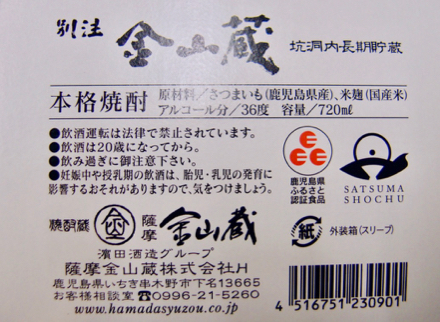 別注 金山蔵 坑洞内長期貯蔵
本格焼酎
原材料/さつまいも(鹿児島県産)、米麹(国産米)
アルコール分/36度 容量/720mℓ
●飲酒運転は法律で禁止されています。
●飲酒は20歳になってから。
●飲み過ぎに御注意下さい。
●妊娠中や授乳期の飲酒は、胎児・乳児の発育に
影響するおそれがありますので、気をつけましょう。
鹿児島県
ふるさと
認証食品
SATSUMA
SHOCHU
焼酎蔵 薩摩 金山蔵
濵田酒造グループ
薩摩金山蔵株式会社H
鹿児島県いちき串木野市下名13665
お客様相談室☎0996-21-5260
www.hamadasyuzou.co.jp
紙 外装箱(スリーブ)
4 516751 230901